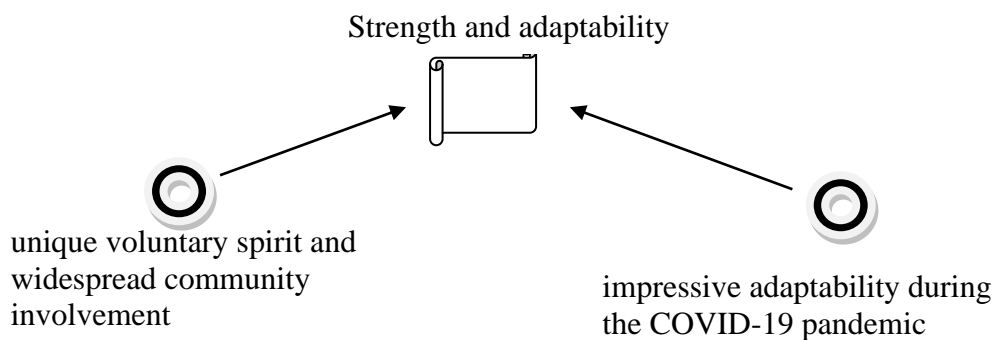 Strength and adaptability
unique voluntary spirit and
widespread community
involvement
impressive adaptability during
the COVID-19 pandemic